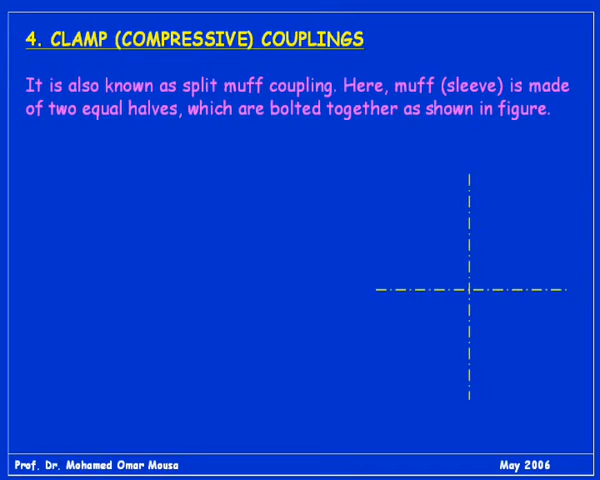 4. CLAMP (COMPRESSIVE) COUPLINGS
It is also known as split muff coupling. Here, muff (sleeve) is made
of two equal halves, which are bolted together as shown in figure.
Prof. Dr. Mohamed Omar Mousa
May 2006